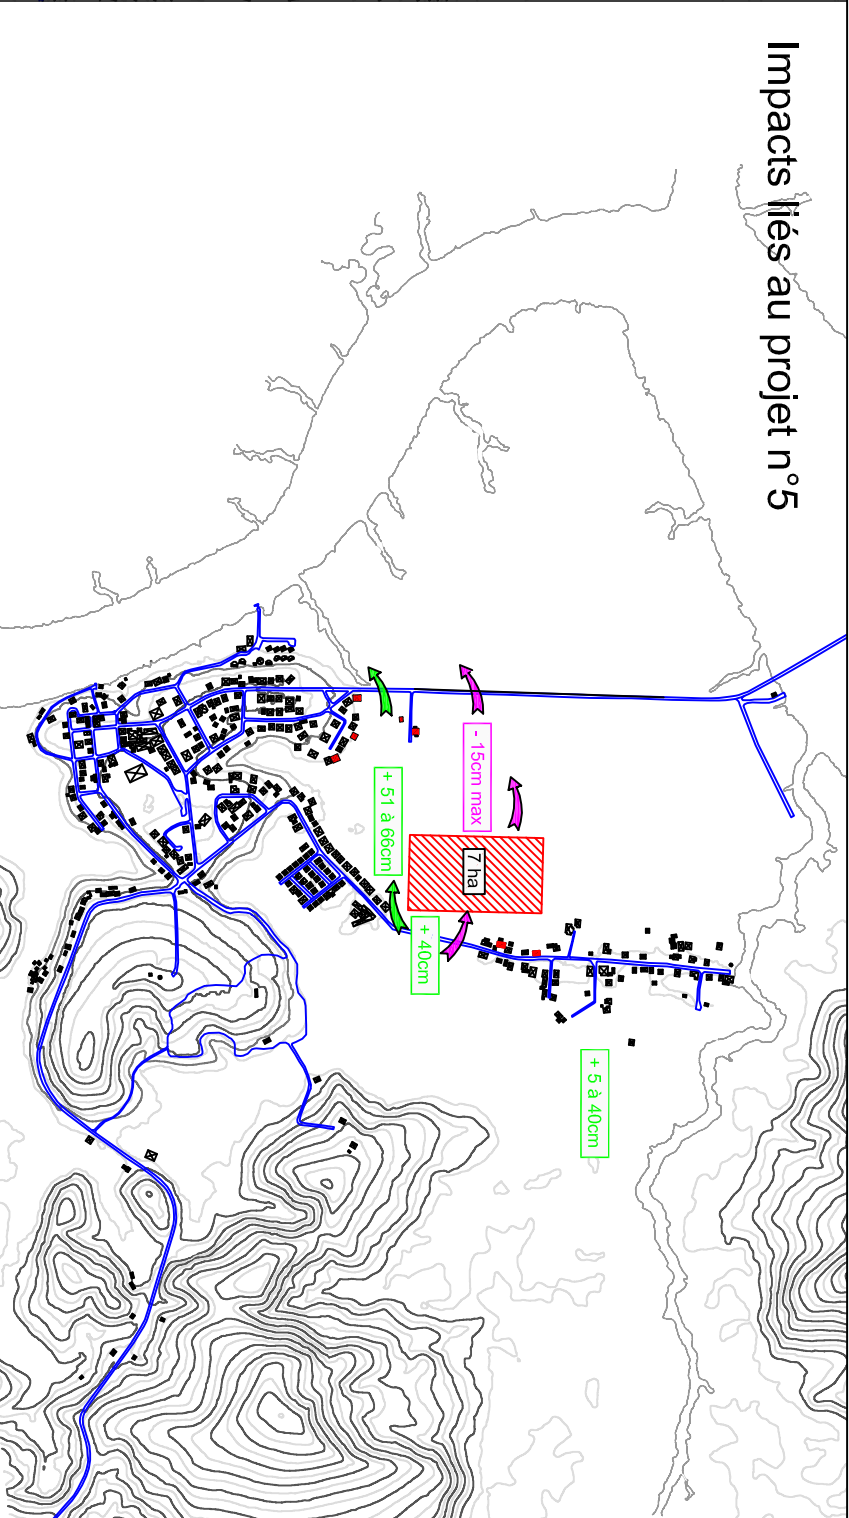 Impacts liés au projet n°5
+ 5 à 40cm
- 15cm max
7 ha
+ 40cm
+ 51 à 66cm